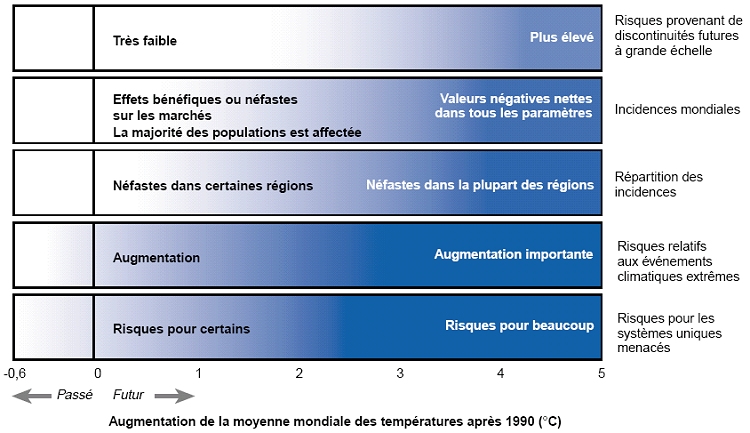 Très faible
Plus élevé
Risques provenant de
discontinuités futures
à grande échelle
Effets bénéfiques ou néfastes
sur les marchés
La majorité des populations est affectée
Valeurs négatives nettes
dans tous les paramètres
Incidences mondiales
Néfastes dans certaines régions
Néfastes dans la plupart des régions
Répartition des
incidences
Augmentation
Augmentation importante
Risques relatifs
aux événements
climatiques extrêmes
Risques pour certains
Risques pour beaucoup
Risques pour les
systèmes uniques
menacés
-0,6 0 1 2 3 4 5
Passé Futur
Augmentation de la moyenne mondiale des températures après 1990 (°C)